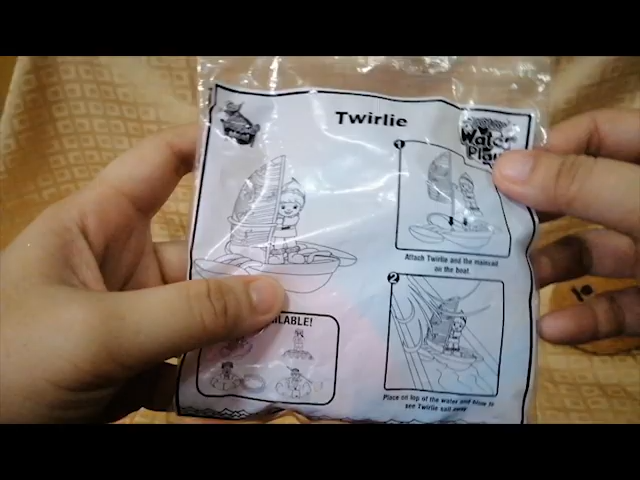 Twirlie
Water
Play
1
Attach Twirlie and the mainsail
on the boat.
2
Place on top of the water and blow to
see Twirlie sail away